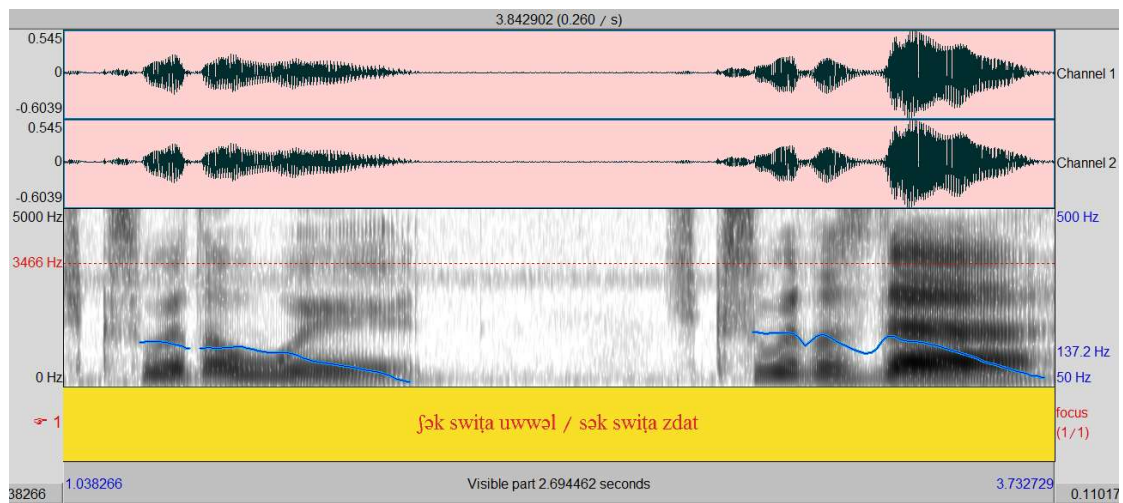 3.842902 (0.260 / s)
0.545
0
-0.6039
Channel 1
0.545
0
-0.6039
Channel 2
5000 Hz
500 Hz
3466 Hz
137.2 Hz
0 Hz
50 Hz
☞ 1
ʃək swiṭa uwwəl / sək swiṭa zdat
focus
(1/1)
38266
1.038266
Visible part 2.694462 seconds
3.732729
0.11017